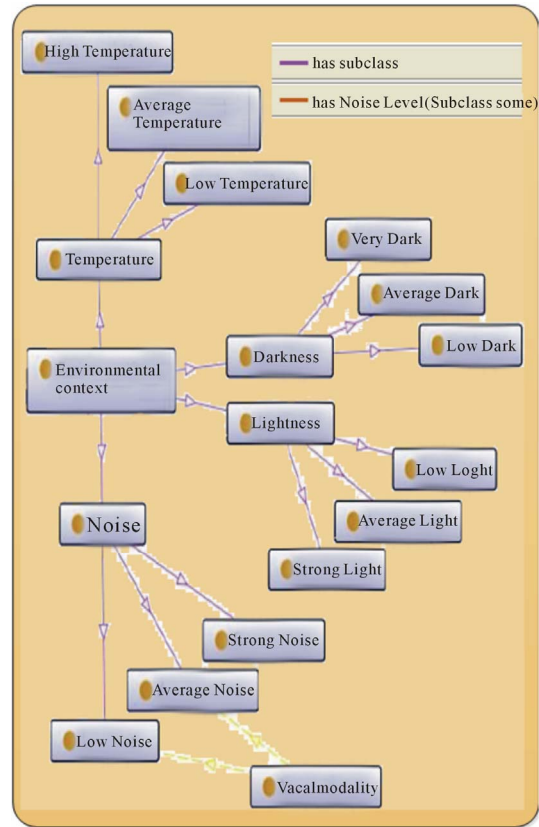 High Temperature
has subclass
has Noise Level(Subclass some)
Average
Temperature
Low Temperature
Temperature
Very Dark
Average Dark
Low Dark
Darkness
Environmental
context
Lightness
Low Loght
Average Light
Strong Light
Noise
Strong Noise
Average Noise
Low Noise
Vacalmodality